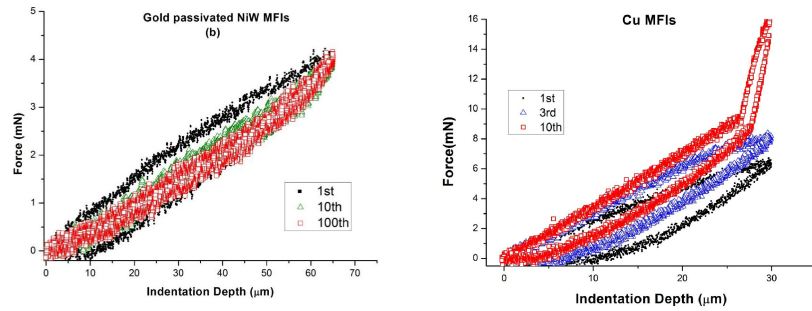 Gold passivated NiW MFIs
(b)
5
4
3
2
1
0
Force (mN)
1st
10th
100th
0 10 20 30 40 50 60 70
Indentation Depth (μm)
Cu MFIs
16
14
12
10
8
6
4
2
0
Force(mN)
1st
3rd
10th
0 10 20 30
Indentation Depth (μm)